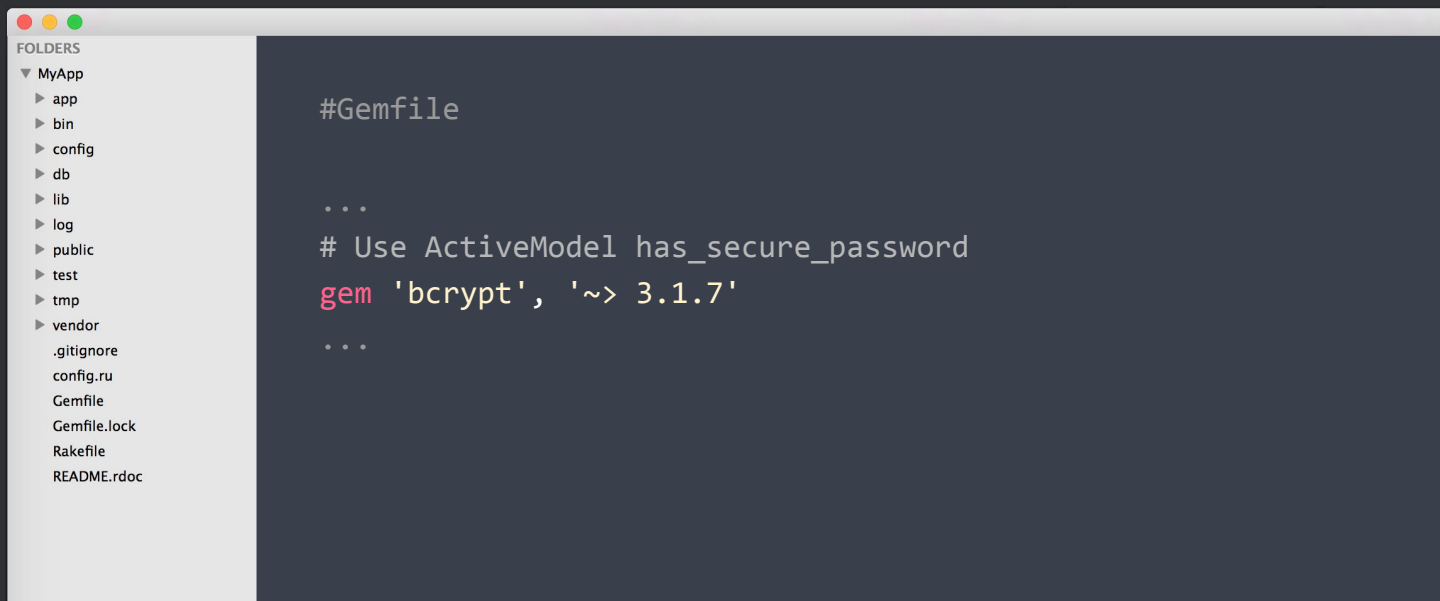 FOLDERS
MyApp
app
bin
config
db
lib
log
public
test
tmp
vendor
.gitignore
config.ru
Gemfile
Gemfile.lock
Rakefile
README.rdoc
#Gemfile
...
# Use ActiveModel has_secure_password
gem 'bcrypt', '~> 3.1.7'
...